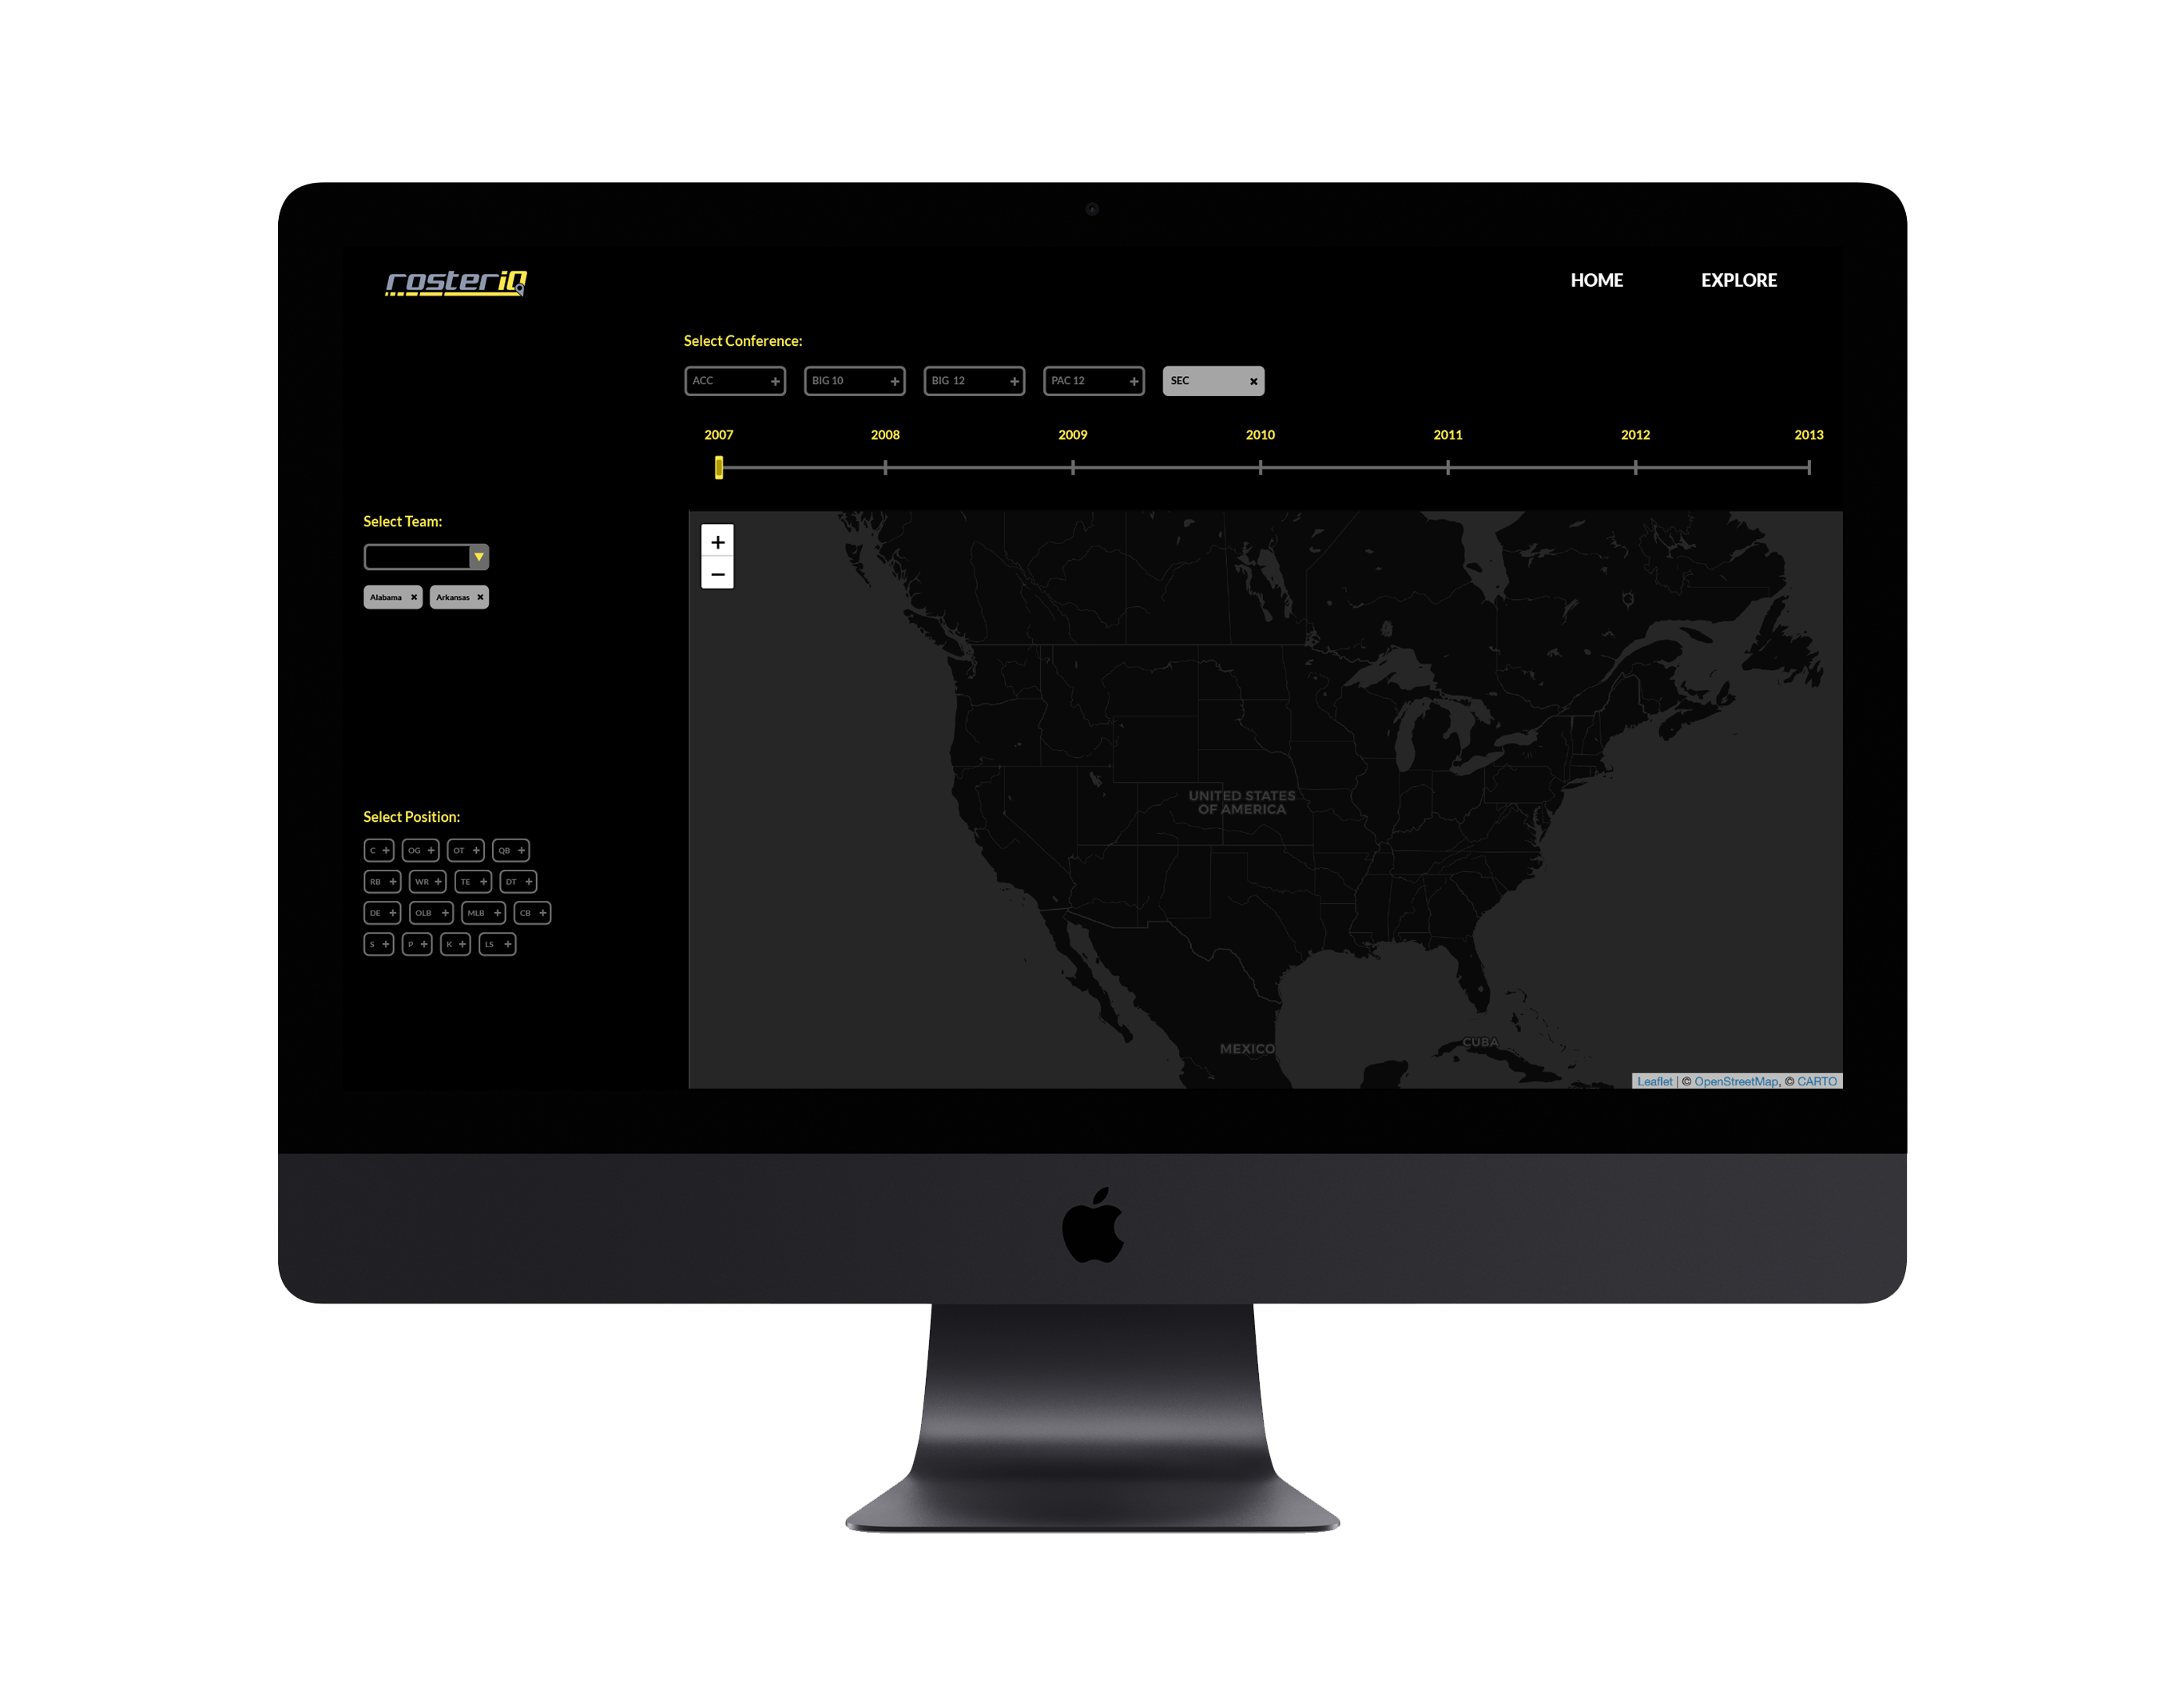 rosteriQ
HOME EXPLORE
Select Conference:
ACC + BIG 10 + BIG 12 + PAC 12 + SEC ×
2007 2008 2009 2010 2011 2012 2013
Select Team:
Alabama × Arkansas ×
Select Position:
C + OG + OT + QB +
RB + WR + TE + DT +
DE + OLB + MLB + CB +
S + P + K + LS +
+
−
UNITED STATES
OF AMERICA
MEXICO
CUBA
Leaflet | © OpenStreetMap, © CARTO